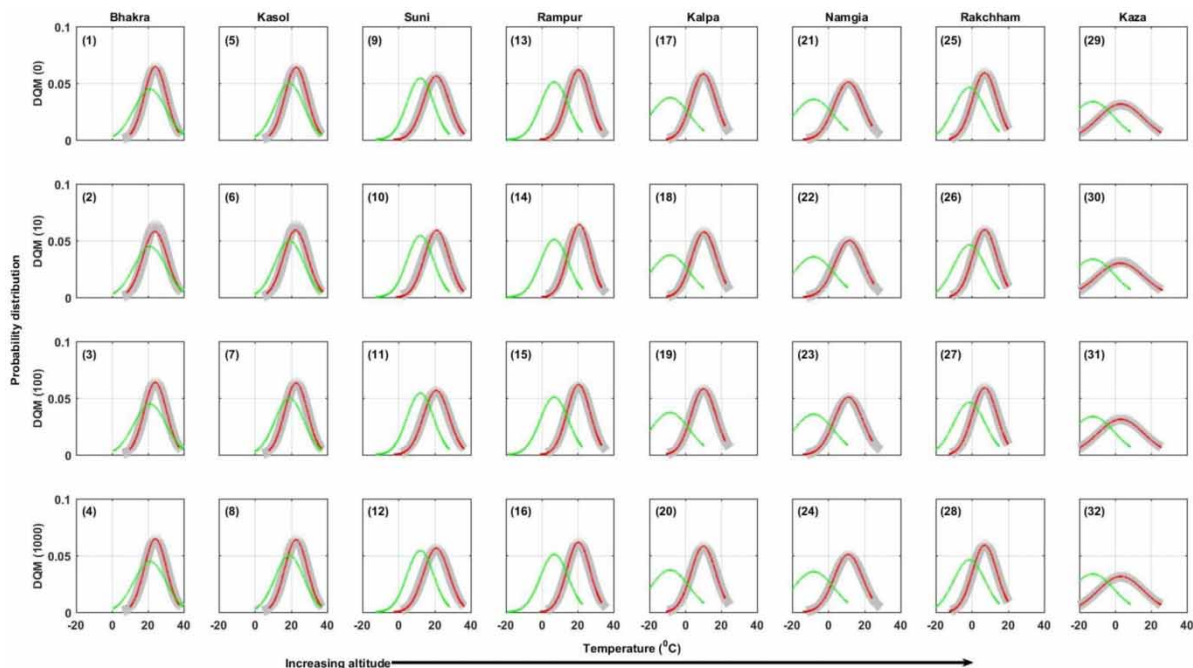 Bhakra Kasol Suni Rampur Kalpa Namgia Rakchham Kaza
0.1 (1) (5) (9) (13) (17) (21) (25) (29)
DQM (0)
0.05
0
0.1 (2) (6) (10) (14) (18) (22) (26) (30)
DQM (10)
0.05
0
Probability distribution
0.1 (3) (7) (11) (15) (19) (23) (27) (31)
DQM (100)
0.05
0
0.1 (4) (8) (12) (16) (20) (24) (28) (32)
DQM (1000)
0.05
0
-20 0 20 40 -20 0 20 40 -20 0 20 40 -20 0 20 40 -20 0 20 40 -20 0 20 40 -20 0 20 40 -20 0 20 40
Temperature (⁰C)
Increasing altitude